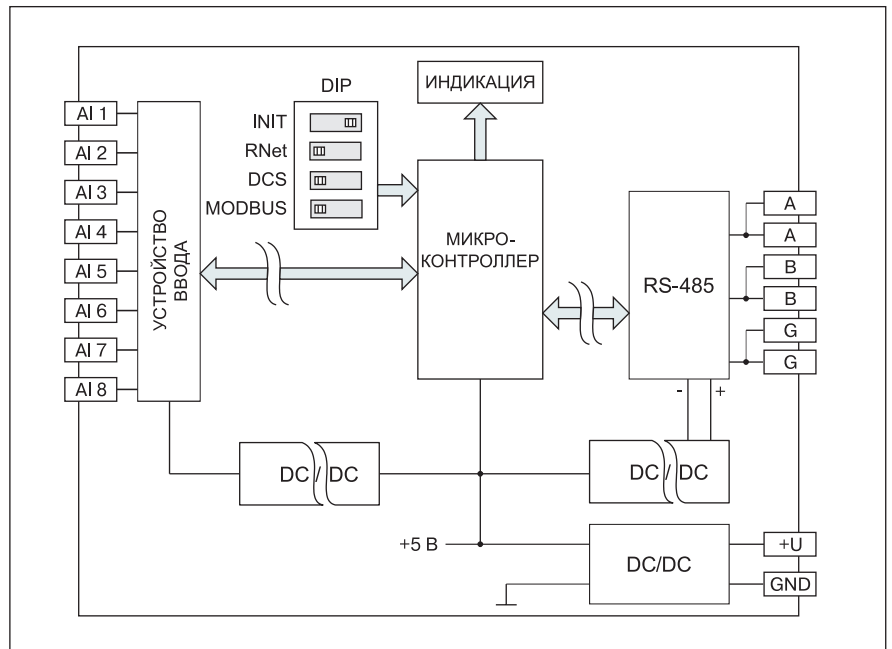 DIP
ИНДИКАЦИЯ
INIT
RNet
DCS
MODBUS
AI 1
AI 2
AI 3
AI 4
AI 5
AI 6
AI 7
AI 8
УСТРОЙСТВО
ВВОДА
МИКРО-
КОНТРОЛЛЕР
RS-485
A
A
B
B
G
G
- +
DC / DC
DC / DC
+5 В
DC/DC
+U
GND